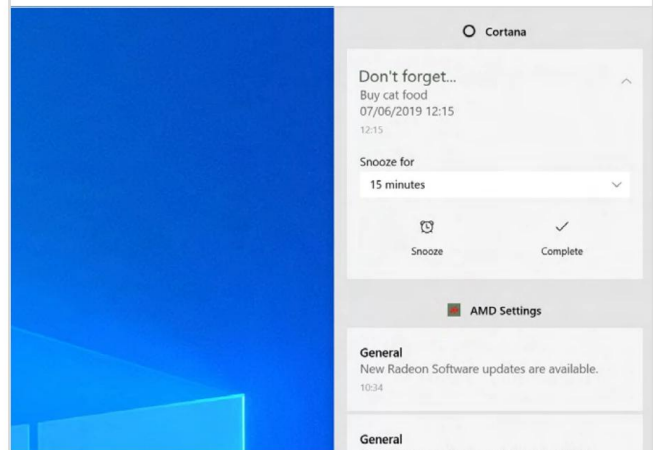 Cortana
Don't forget...
Buy cat food
07/06/2019 12:15
12:15
Snooze for
15 minutes
Snooze
Complete
AMD Settings
General
New Radeon Software updates are available.
10:34
General